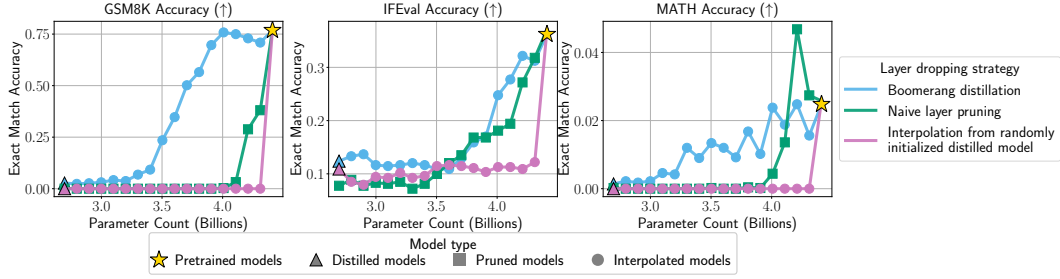 GSM8K Accuracy (↑)
Exact Match Accuracy
0.75
0.50
0.25
0.00
3.0
3.5
4.0
Parameter Count (Billions)
IFEval Accuracy (↑)
Exact Match Accuracy
0.3
0.2
0.1
3.0
3.5
4.0
Parameter Count (Billions)
MATH Accuracy (↑)
Exact Match Accuracy
0.04
0.02
0.00
3.0
3.5
4.0
Parameter Count (Billions)
Layer dropping strategy
Boomerang distillation
Naive layer pruning
Interpolation from randomly
initialized distilled model
Model type
Pretrained models
Distilled models
Pruned models
Interpolated models